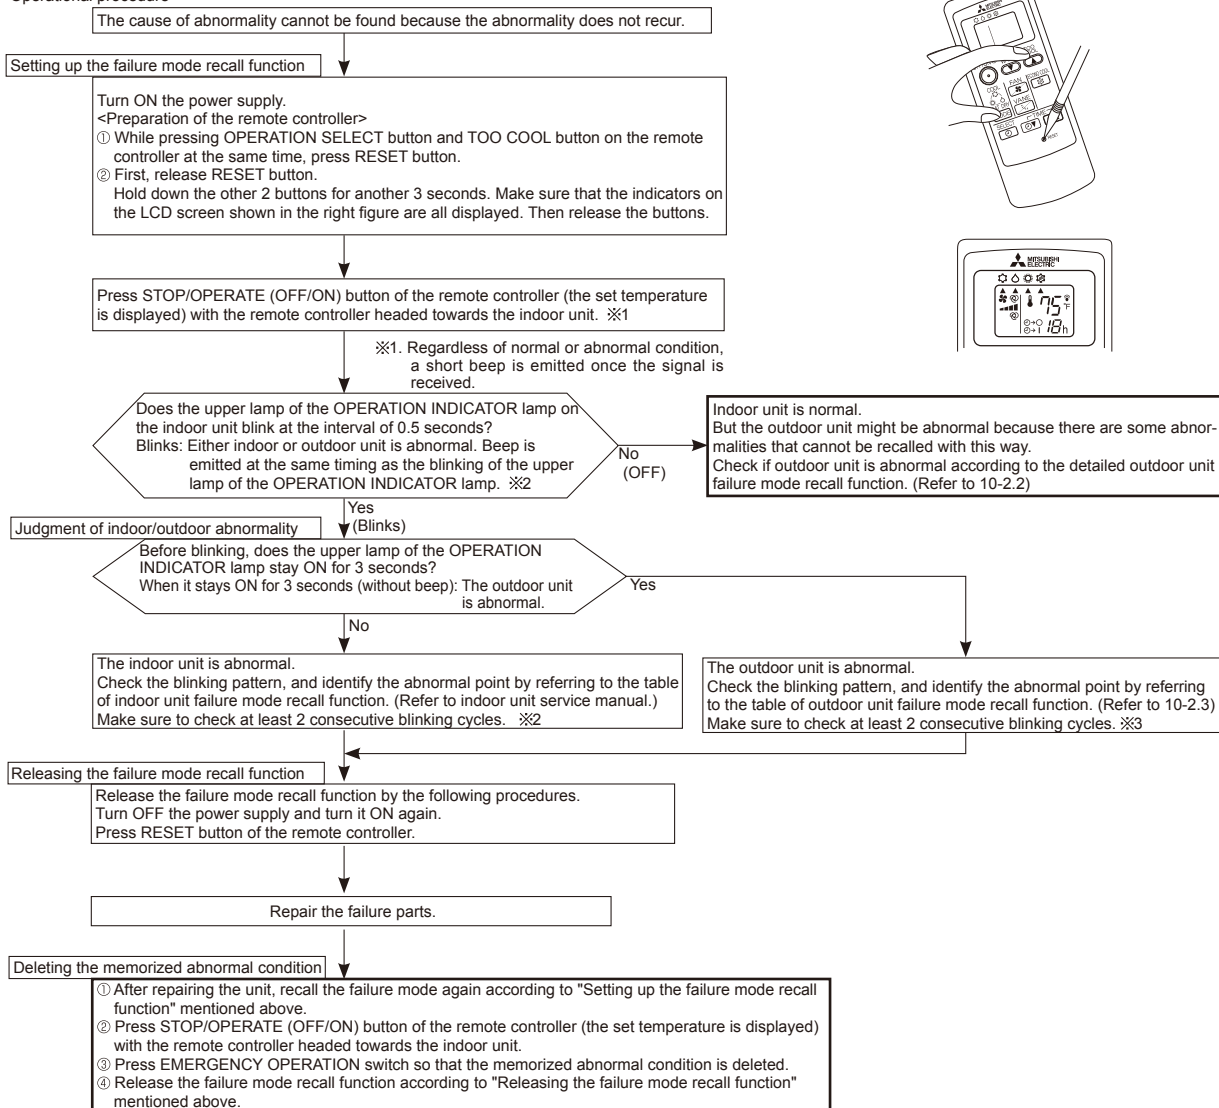 Operational procedure
The cause of abnormality cannot be found because the abnormality does not recur.
Setting up the failure mode recall function
Turn ON the power supply.
<Preparation of the remote controller>
① While pressing OPERATION SELECT button and TOO COOL button on the remote
controller at the same time, press RESET button.
② First, release RESET button.
Hold down the other 2 buttons for another 3 seconds. Make sure that the indicators on
the LCD screen shown in the right figure are all displayed. Then release the buttons.
MITSUBISHI
ELECTRIC
COOL
FAN
ECONO COOL
VANE
SELECT
TIME
RESET
MITSUBISHI
ELECTRIC
75°F
18h
Press STOP/OPERATE (OFF/ON) button of the remote controller (the set temperature
is displayed) with the remote controller headed towards the indoor unit. ※1
※1. Regardless of normal or abnormal condition,
a short beep is emitted once the signal is
received.
Does the upper lamp of the OPERATION INDICATOR lamp on
the indoor unit blink at the interval of 0.5 seconds?
Blinks: Either indoor or outdoor unit is abnormal. Beep is
emitted at the same timing as the blinking of the upper
lamp of the OPERATION INDICATOR lamp. ※2
No
(OFF)
Indoor unit is normal.
But the outdoor unit might be abnormal because there are some abnor-
malities that cannot be recalled with this way.
Check if outdoor unit is abnormal according to the detailed outdoor unit
failure mode recall function. (Refer to 10-2.2)
Yes
(Blinks)
Judgment of indoor/outdoor abnormality
Before blinking, does the upper lamp of the OPERATION
INDICATOR lamp stay ON for 3 seconds?
When it stays ON for 3 seconds (without beep): The outdoor unit
is abnormal.
Yes
No
The indoor unit is abnormal.
Check the blinking pattern, and identify the abnormal point by referring to the table
of indoor unit failure mode recall function. (Refer to indoor unit service manual.)
Make sure to check at least 2 consecutive blinking cycles. ※2
The outdoor unit is abnormal.
Check the blinking pattern, and identify the abnormal point by referring
to the table of outdoor unit failure mode recall function. (Refer to 10-2.3)
Make sure to check at least 2 consecutive blinking cycles. ※3
Releasing the failure mode recall function
Release the failure mode recall function by the following procedures.
Turn OFF the power supply and turn it ON again.
Press RESET button of the remote controller.
Repair the failure parts.
Deleting the memorized abnormal condition
① After repairing the unit, recall the failure mode again according to "Setting up the failure mode recall
function" mentioned above.
② Press STOP/OPERATE (OFF/ON) button of the remote controller (the set temperature is displayed)
with the remote controller headed towards the indoor unit.
③ Press EMERGENCY OPERATION switch so that the memorized abnormal condition is deleted.
④ Release the failure mode recall function according to "Releasing the failure mode recall function"
mentioned above.